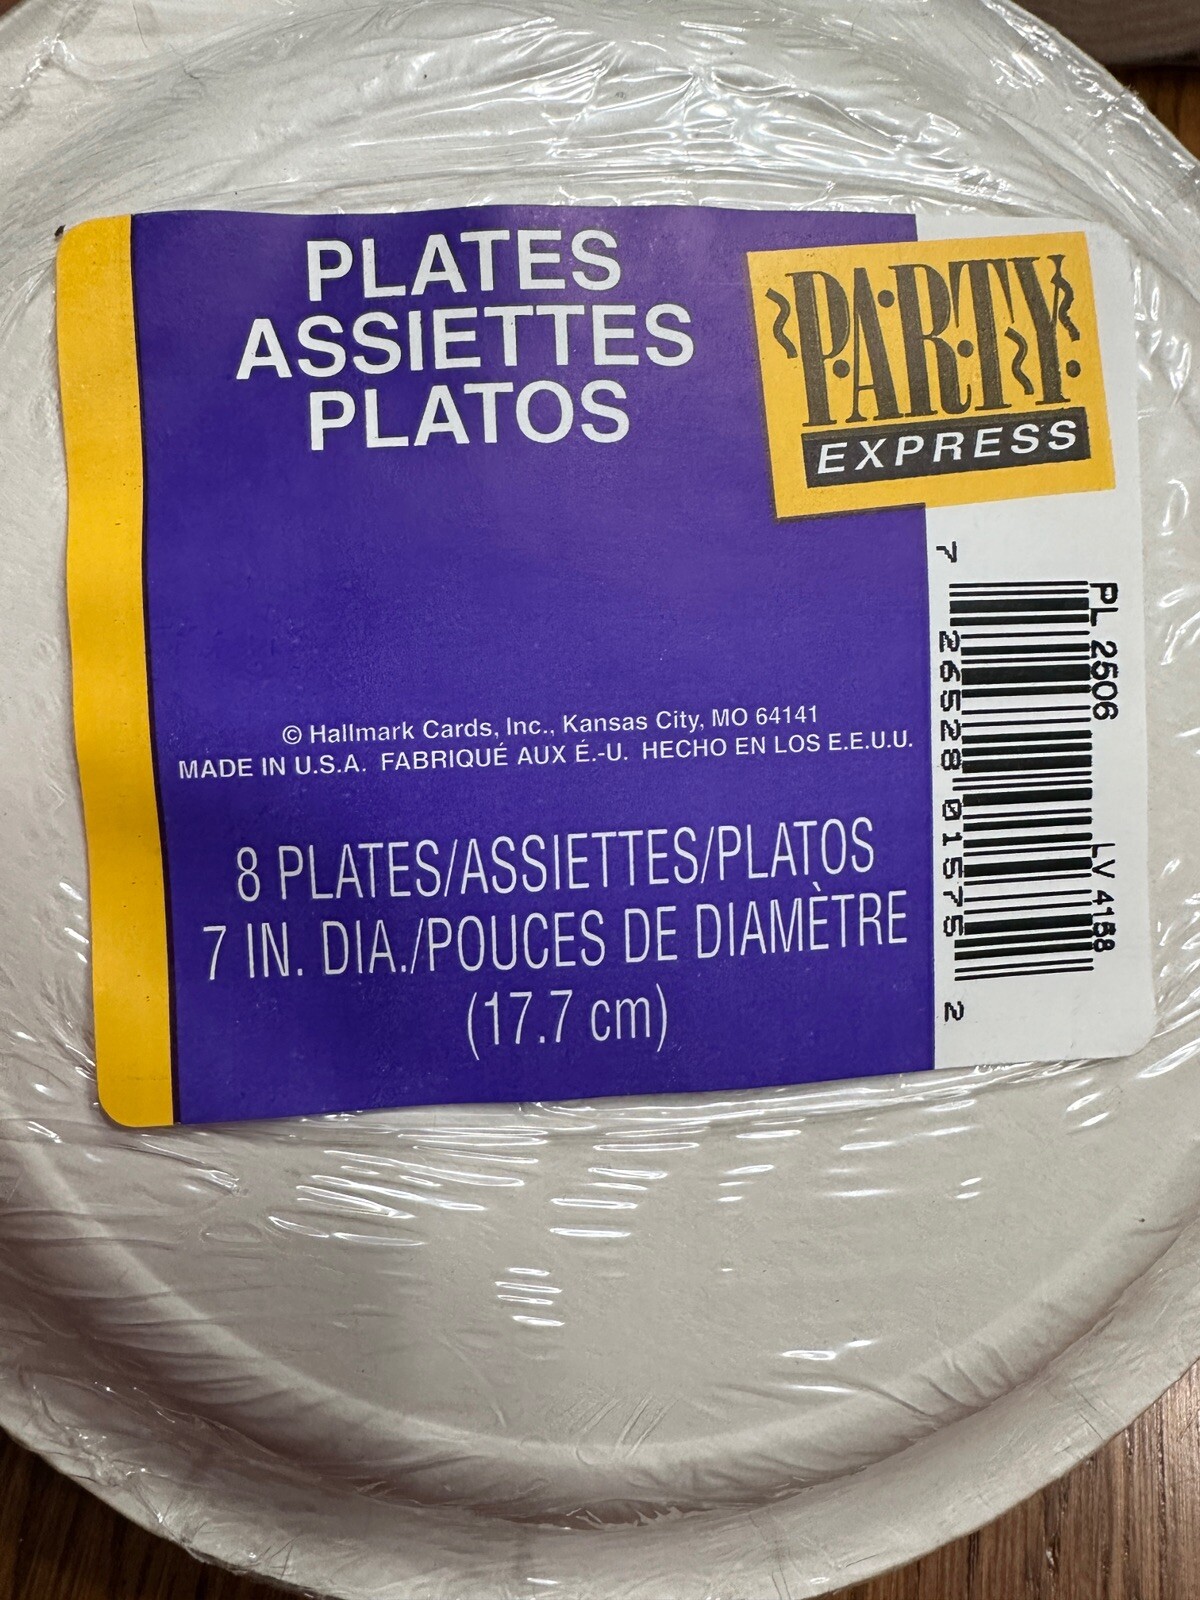 PLATES
ASSIETTES
PLATOS
PARTY
EXPRESS
© Hallmark Cards, Inc., Kansas City, MO 64141
MADE IN U.S.A. FABRIQUÉ AUX É.-U. HECHO EN LOS E.E.U.U.
8 PLATES/ASSIETTES/PLATOS
7 IN. DIA./POUCES DE DIAMÈTRE
(17.7 cm)
PL 2506 LV 4158
7 26528 01575 2